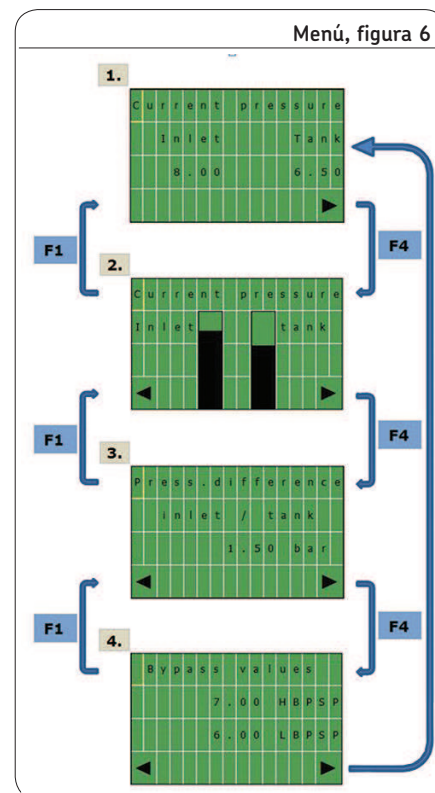 Menú, figura 6
1.
Current pressure
Inlet Tank
8.00 6.50
F1 F4
2.
Current pressure
Inlet tank
F1 F4
3.
Press.difference
inlet / tank
1.50 bar
F1 F4
4.
Bypass values
7.00 HBPSP
6.00 LBPSP